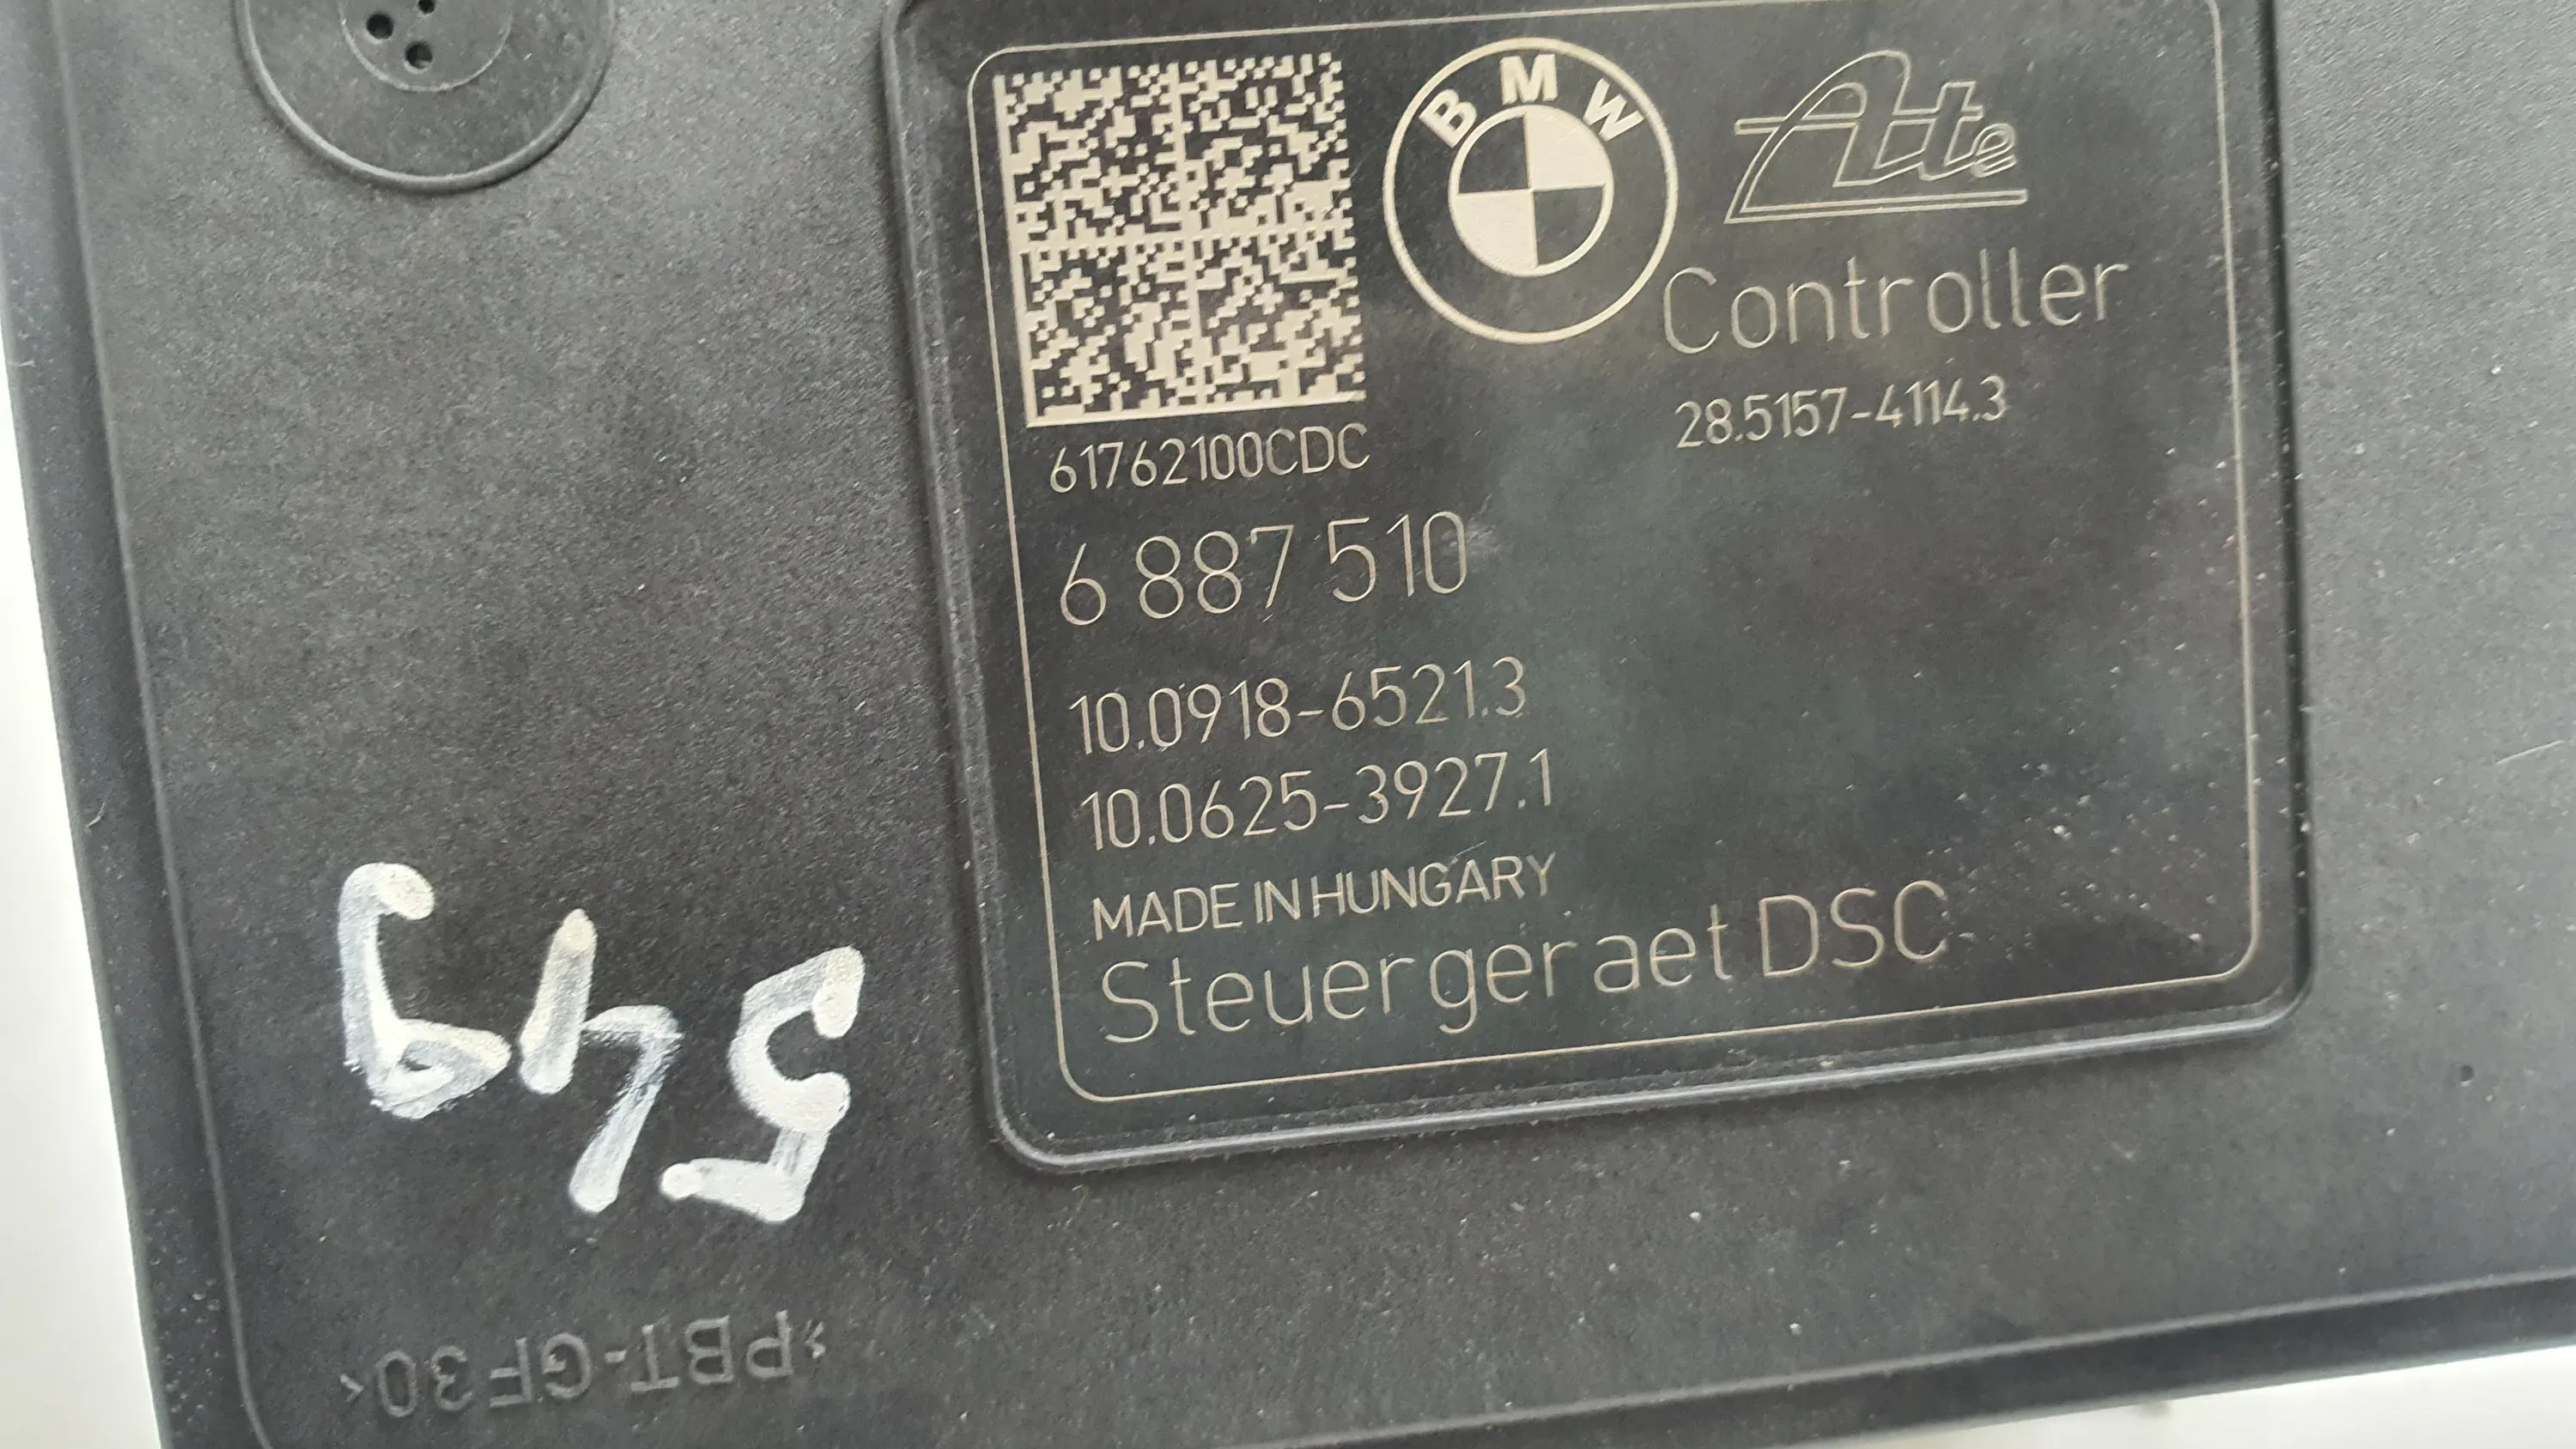 BMW
Ate
Controller
28.5157-4114.3
61762100CDC
6 887 510
10.0918-6521.3
10.0625-3927.1
MADE IN HUNGARY
Steuergeraet DSC
549
>PBT-GF30<